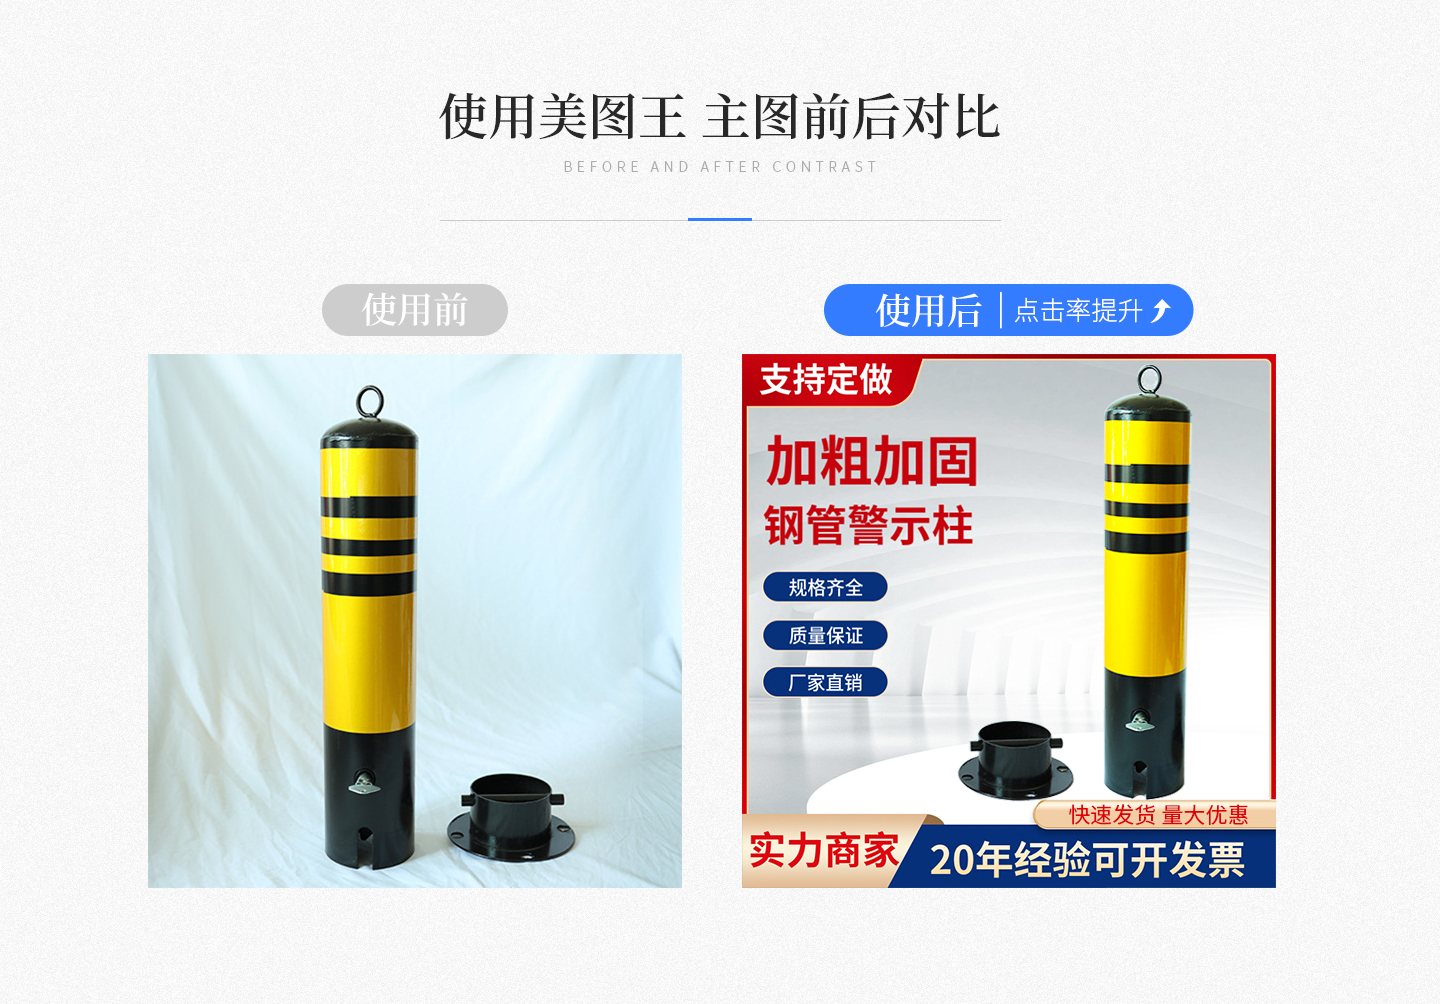 使用美图王 主图前后对比
BEFORE AND AFTER CONTRAST
使用前
使用后 点击率提升
支持定做
加粗加固
钢管警示柱
规格齐全
质量保证
厂家直销
快速发货 量大优惠
实力商家
20年经验可开发票